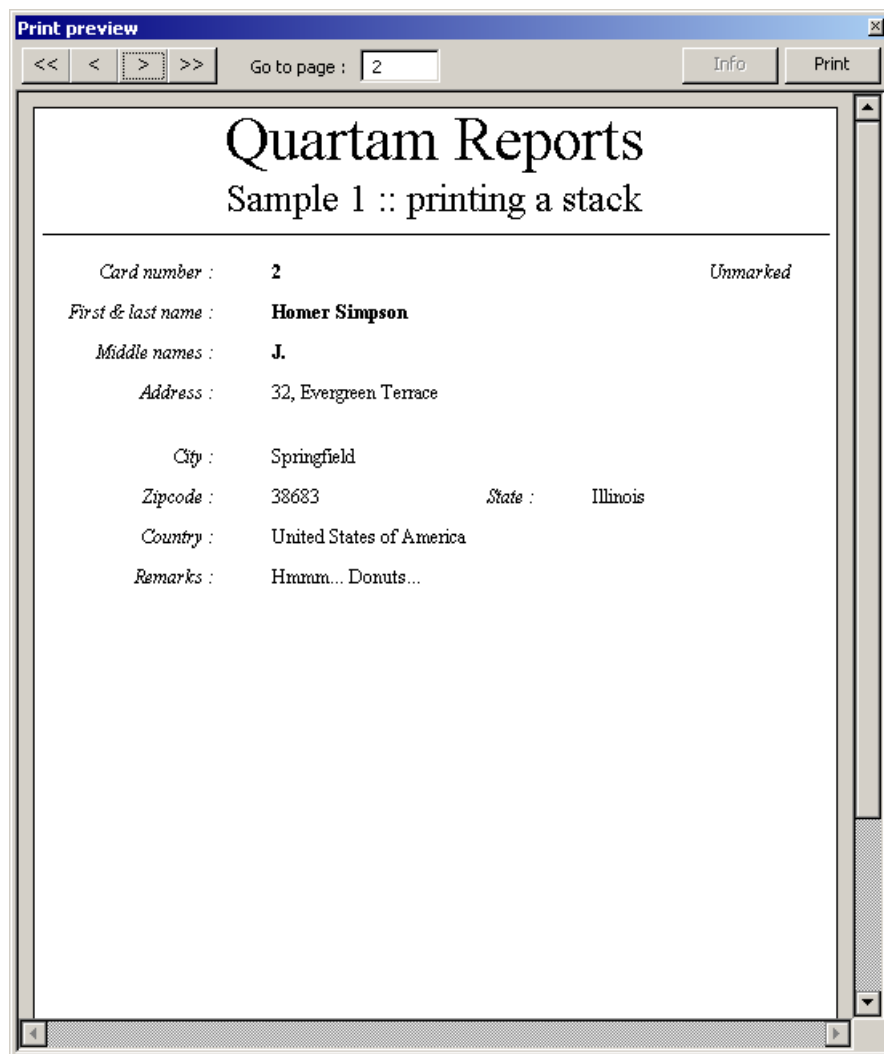 Print preview
<< < > >> Go to page : 2 Info Print
Quartam Reports
Sample 1 :: printing a stack
Card number : 2 Unmarked
First & last name : Homer Simpson
Middle names : J.
Address : 32, Evergreen Terrace
City : Springfield
Zipcode : 38683 State : Illinois
Country : United States of America
Remarks : Hmmm... Donuts...